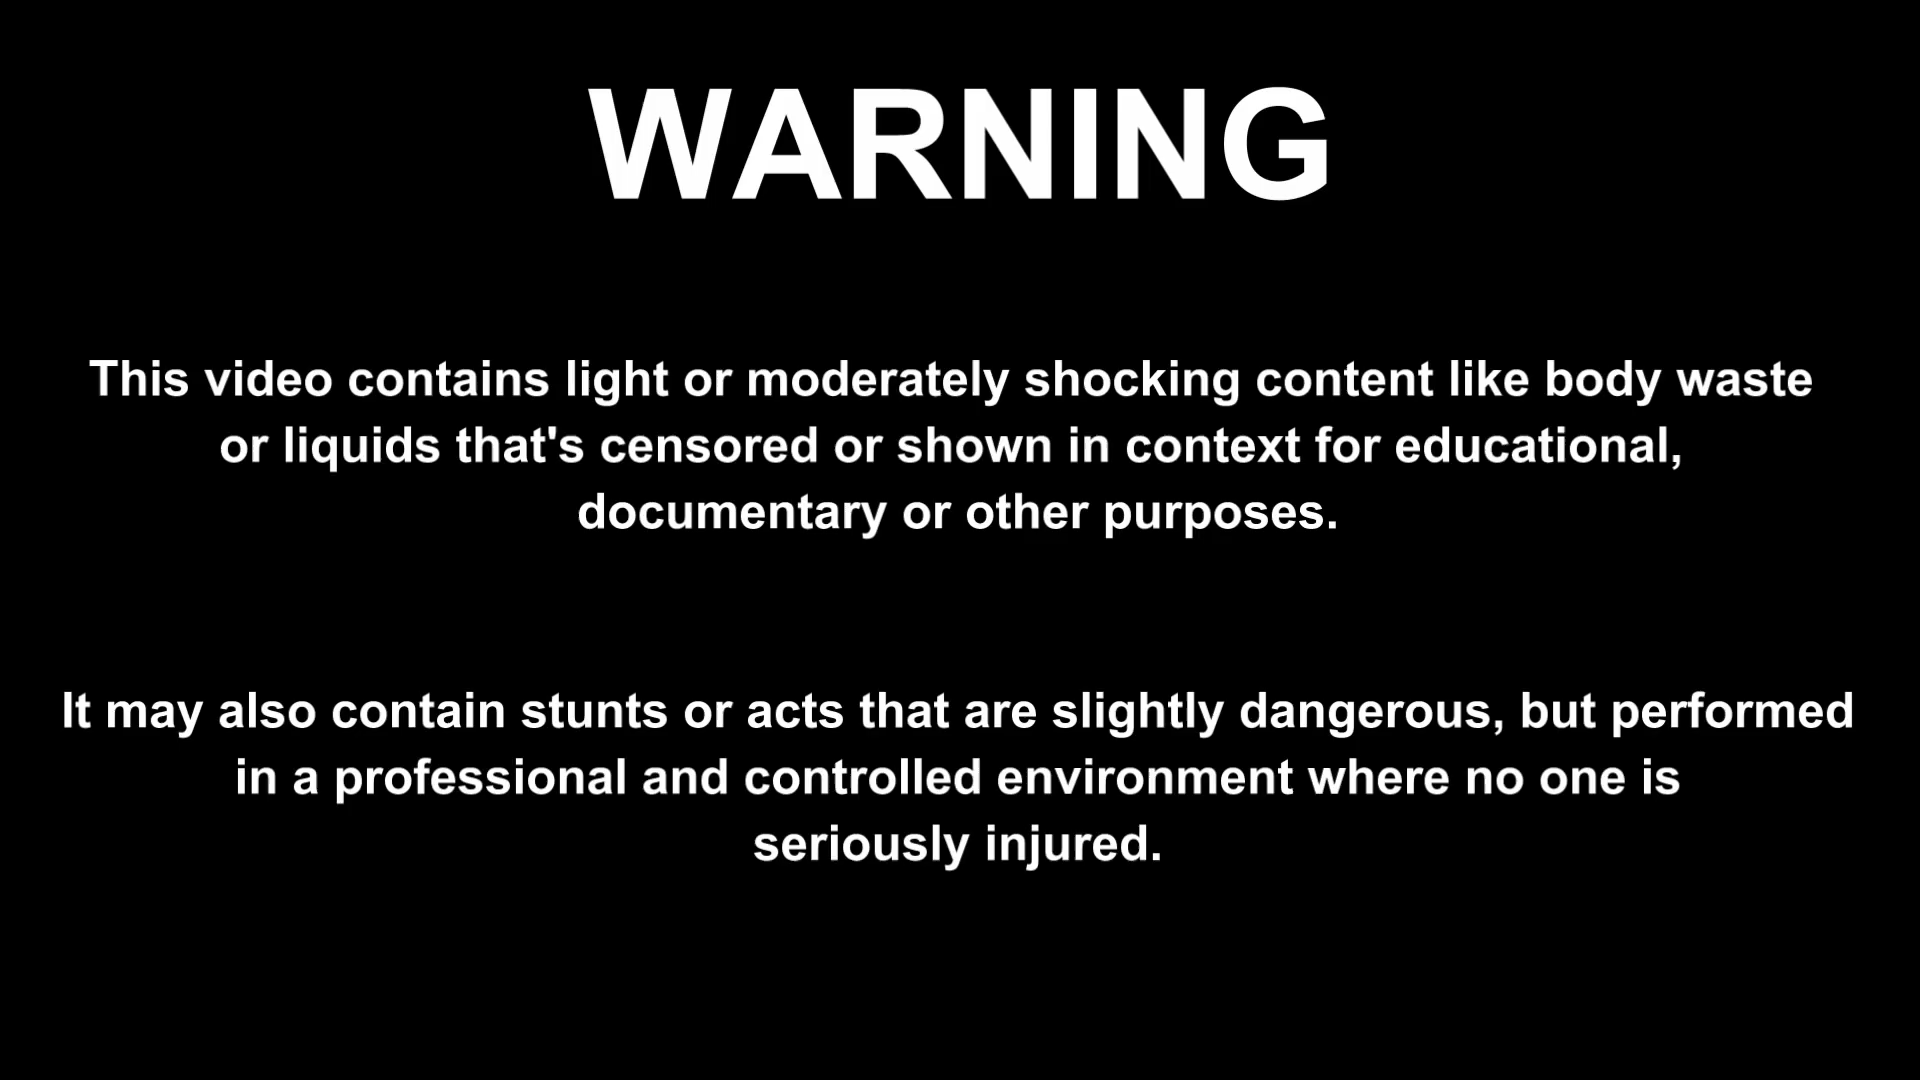 WARNING
This video contains light or moderately shocking content like body waste
or liquids that's censored or shown in context for educational,
documentary or other purposes.
It may also contain stunts or acts that are slightly dangerous, but performed
in a professional and controlled environment where no one is
seriously injured.